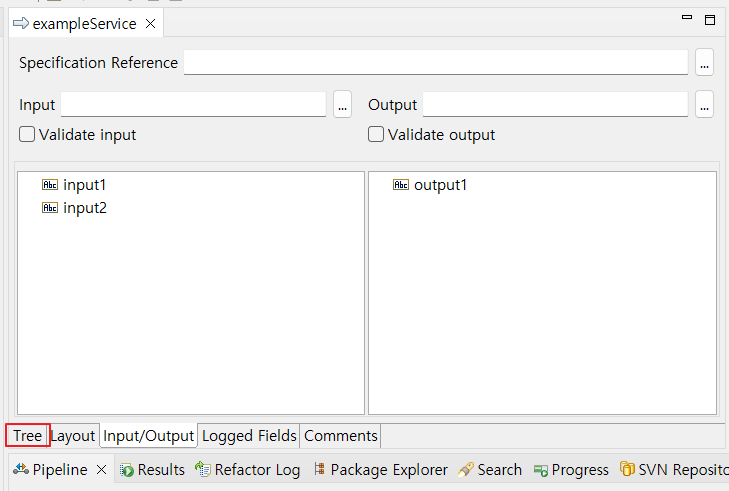 exampleService
Specification Reference ...
Input ... Output ...
Validate input Validate output
Abc input1 Abc output1
Abc input2
Tree Layout Input/Output Logged Fields Comments
Pipeline Results Refactor Log Package Explorer Search Progress SVN Reposito